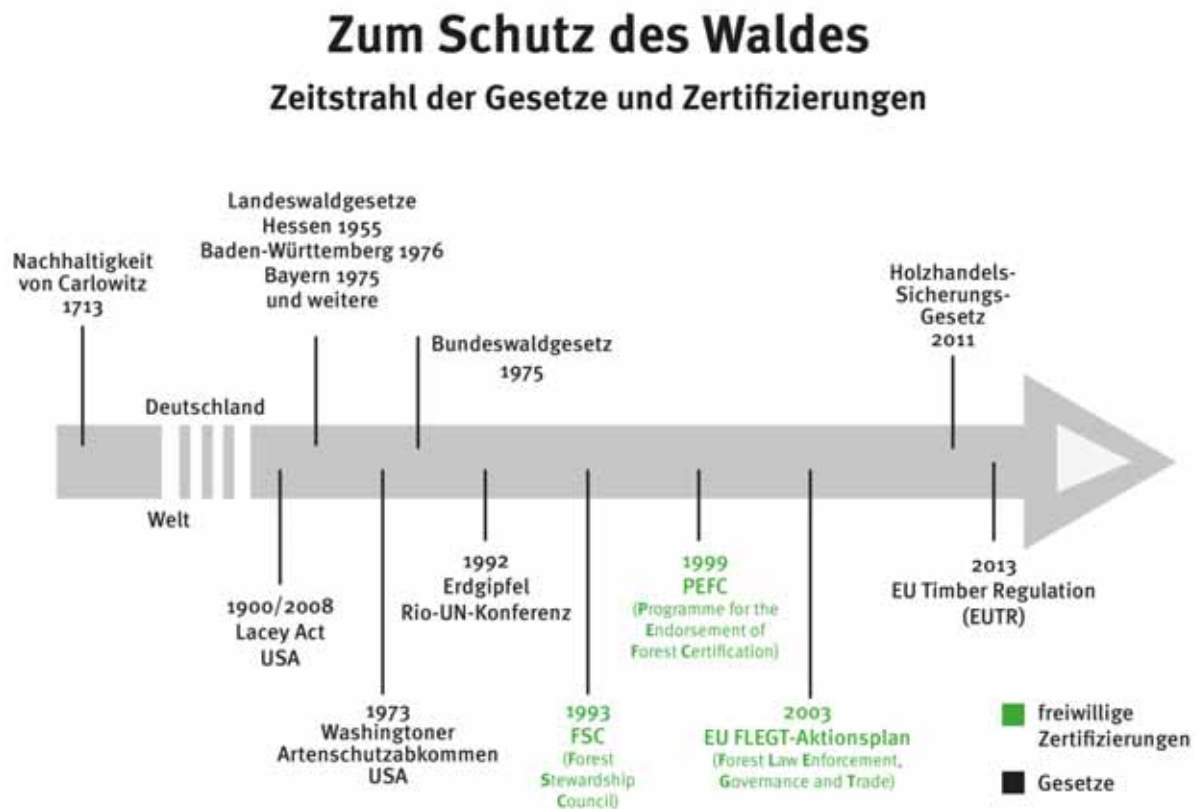 Zum Schutz des Waldes
Zeitstrahl der Gesetze und Zertifizierungen
Nachhaltigkeit
von Carlowitz
1713
Landeswaldgesetze
Hessen 1955
Baden-Württemberg 1976
Bayern 1975
und weitere
Bundeswaldgesetz
1975
Holzhandels-
Sicherungs-
Gesetz
2011
Deutschland
Welt
1900/2008
Lacey Act
USA
1973
Washingtoner
Artenschutzabkommen
USA
1992
Erdgipfel
Rio-UN-Konferenz
1993
FSC
(Forest
Stewardship
Council)
1999
PEFC
(Programme for the
Endorsement of
Forest Certification)
2003
EU FLEGT-Aktionsplan
(Forest Law Enforcement,
Governance and Trade)
2013
EU Timber Regulation
(EUTR)
freiwillige
Zertifizierungen
Gesetze